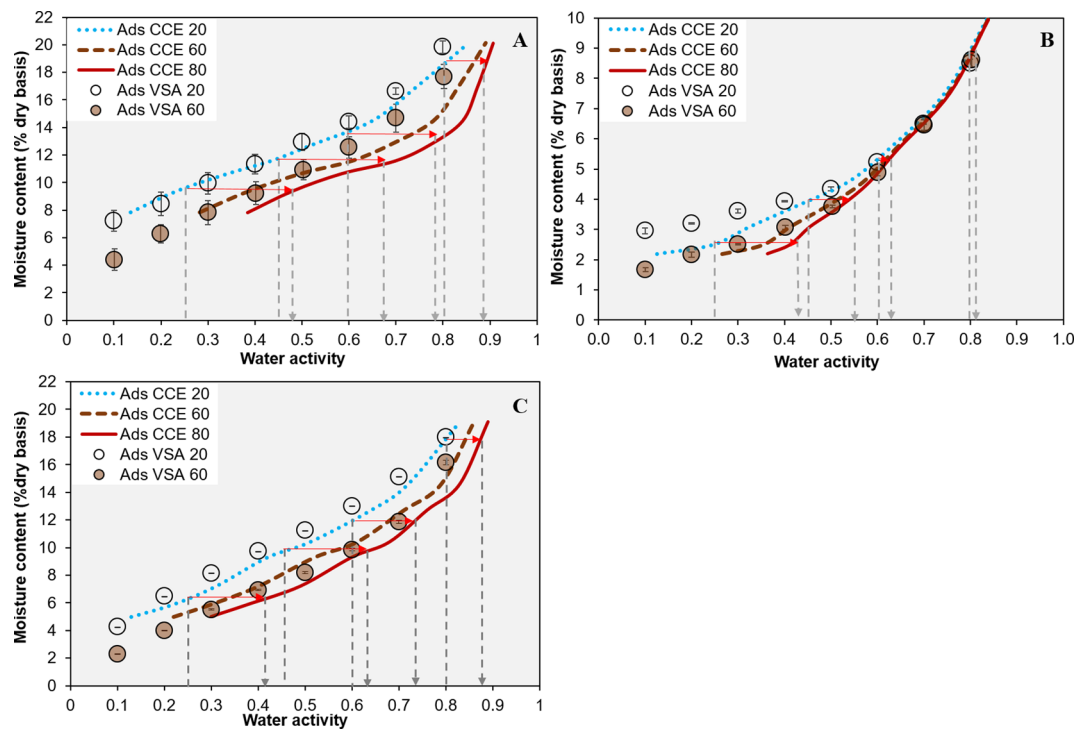 A
Ads CCE 20
Ads CCE 60
Ads CCE 80
Ads VSA 20
Ads VSA 60
Moisture content (% dry basis)
22
20
18
16
14
12
10
8
6
4
2
0
0 0.1 0.2 0.3 0.4 0.5 0.6 0.7 0.8 0.9 1
Water activity
B
Ads CCE 20
Ads CCE 60
Ads CCE 80
Ads VSA 20
Ads VSA 60
Moisture content (% dry basis)
10
9
8
7
6
5
4
3
2
1
0
0.0 0.1 0.2 0.3 0.4 0.5 0.6 0.7 0.8 0.9 1.0
Water activity
C
Ads CCE 20
Ads CCE 60
Ads CCE 80
Ads VSA 20
Ads VSA 60
Moisture content (%dry basis)
22
20
18
16
14
12
10
8
6
4
2
0
0 0.1 0.2 0.3 0.4 0.5 0.6 0.7 0.8 0.9 1
Water activity